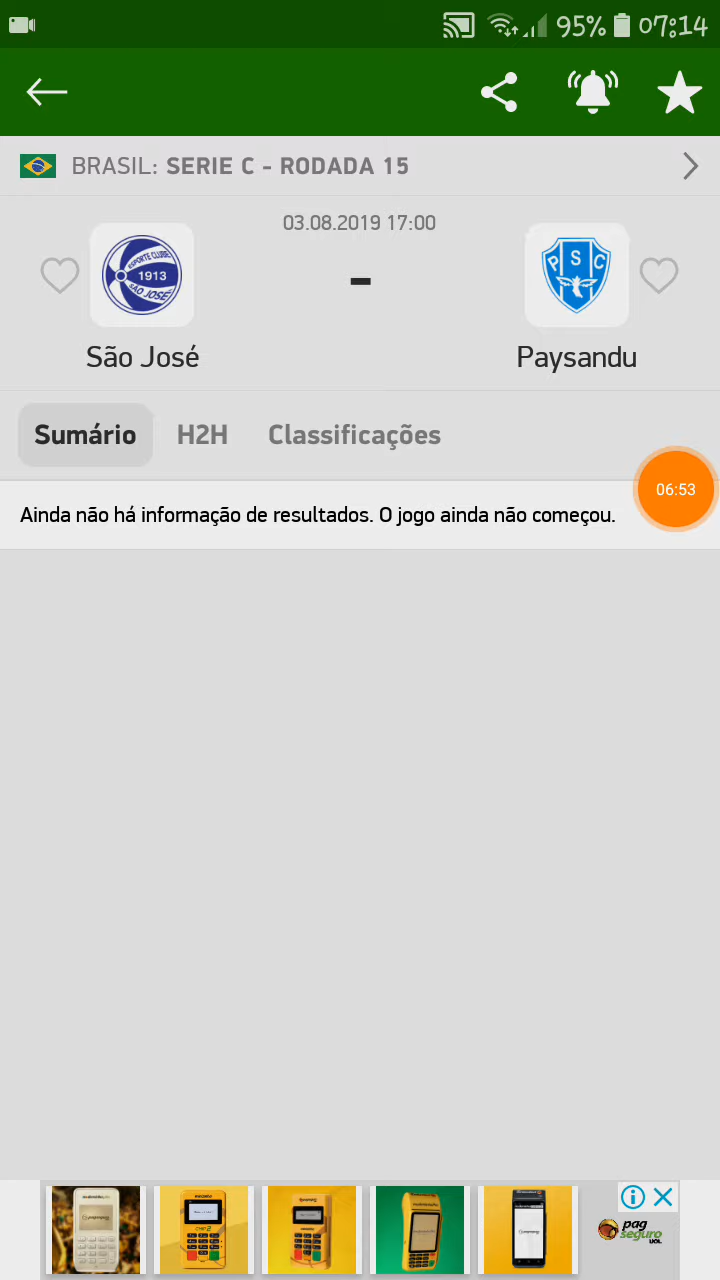 95% 07:14
BRASIL: SERIE C - RODADA 15
03.08.2019 17:00
ESPORTE CLUBE
1913
SÃO JOSÉ
PSC
São José
Paysandu
Sumário H2H Classificações
06:53
Ainda não há informação de resultados. O jogo ainda não começou.
pag
seguro
UOL